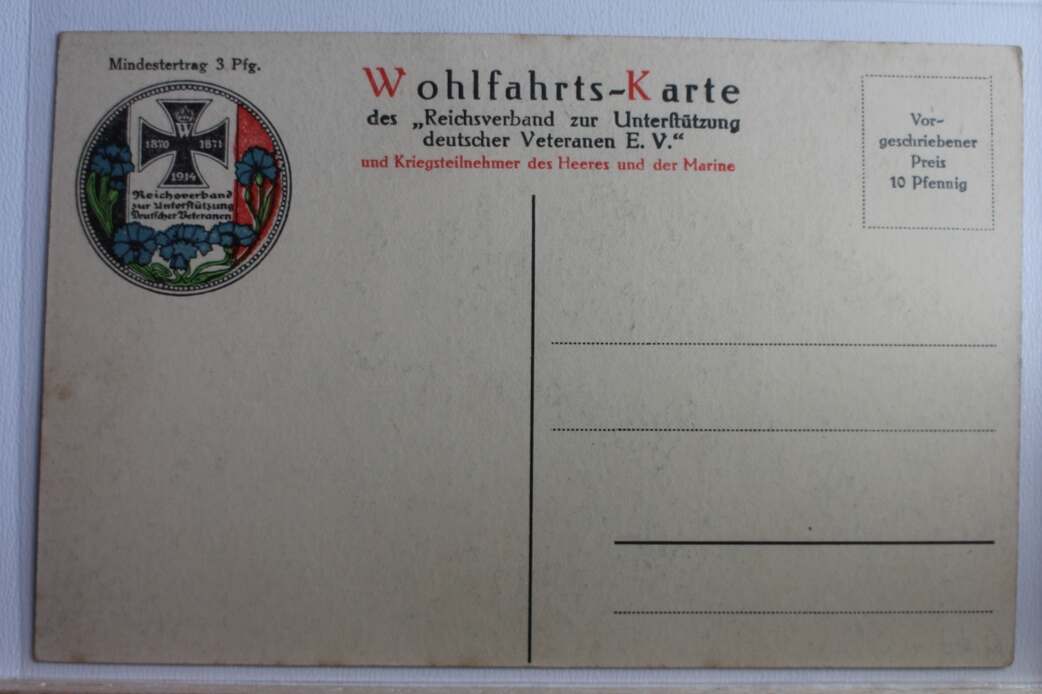 Mindestertrag 3 Pfg.
W
1870 1871
1914
Reichsverband
zur Unterstützung
Deutscher Veteranen
Wohlfahrts-Karte
des „Reichsverband zur Unterstützung
deutscher Veteranen E. V.“
und Kriegsteilnehmer des Heeres und der Marine
Vor-
geschriebener
Preis
10 Pfennig